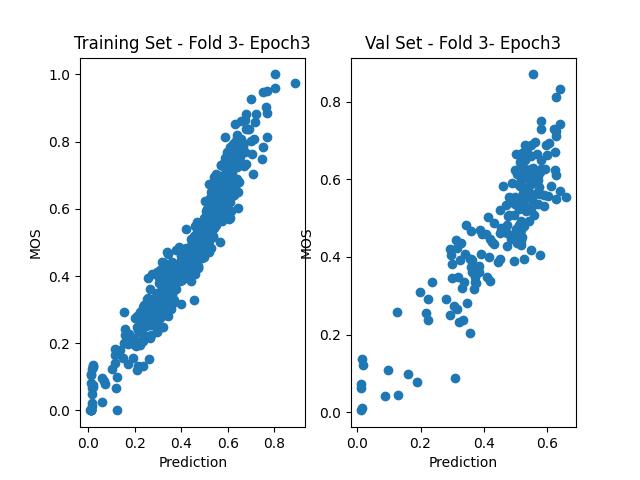 Training Set - Fold 3- Epoch3
MOS
1.0
0.8
0.6
0.4
0.2
0.0
0.0 0.2 0.4 0.6 0.8
Prediction
Val Set - Fold 3- Epoch3
MOS
0.8
0.6
0.4
0.2
0.0
0.0 0.2 0.4 0.6
Prediction